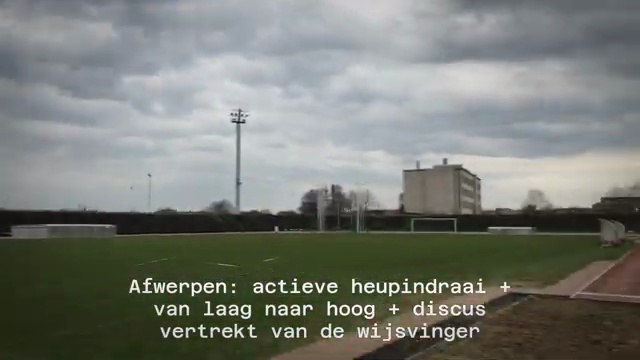 Afwerpen: actieve heupindraai +
van laag naar hoog + discus
vertrekt van de wijsvinger